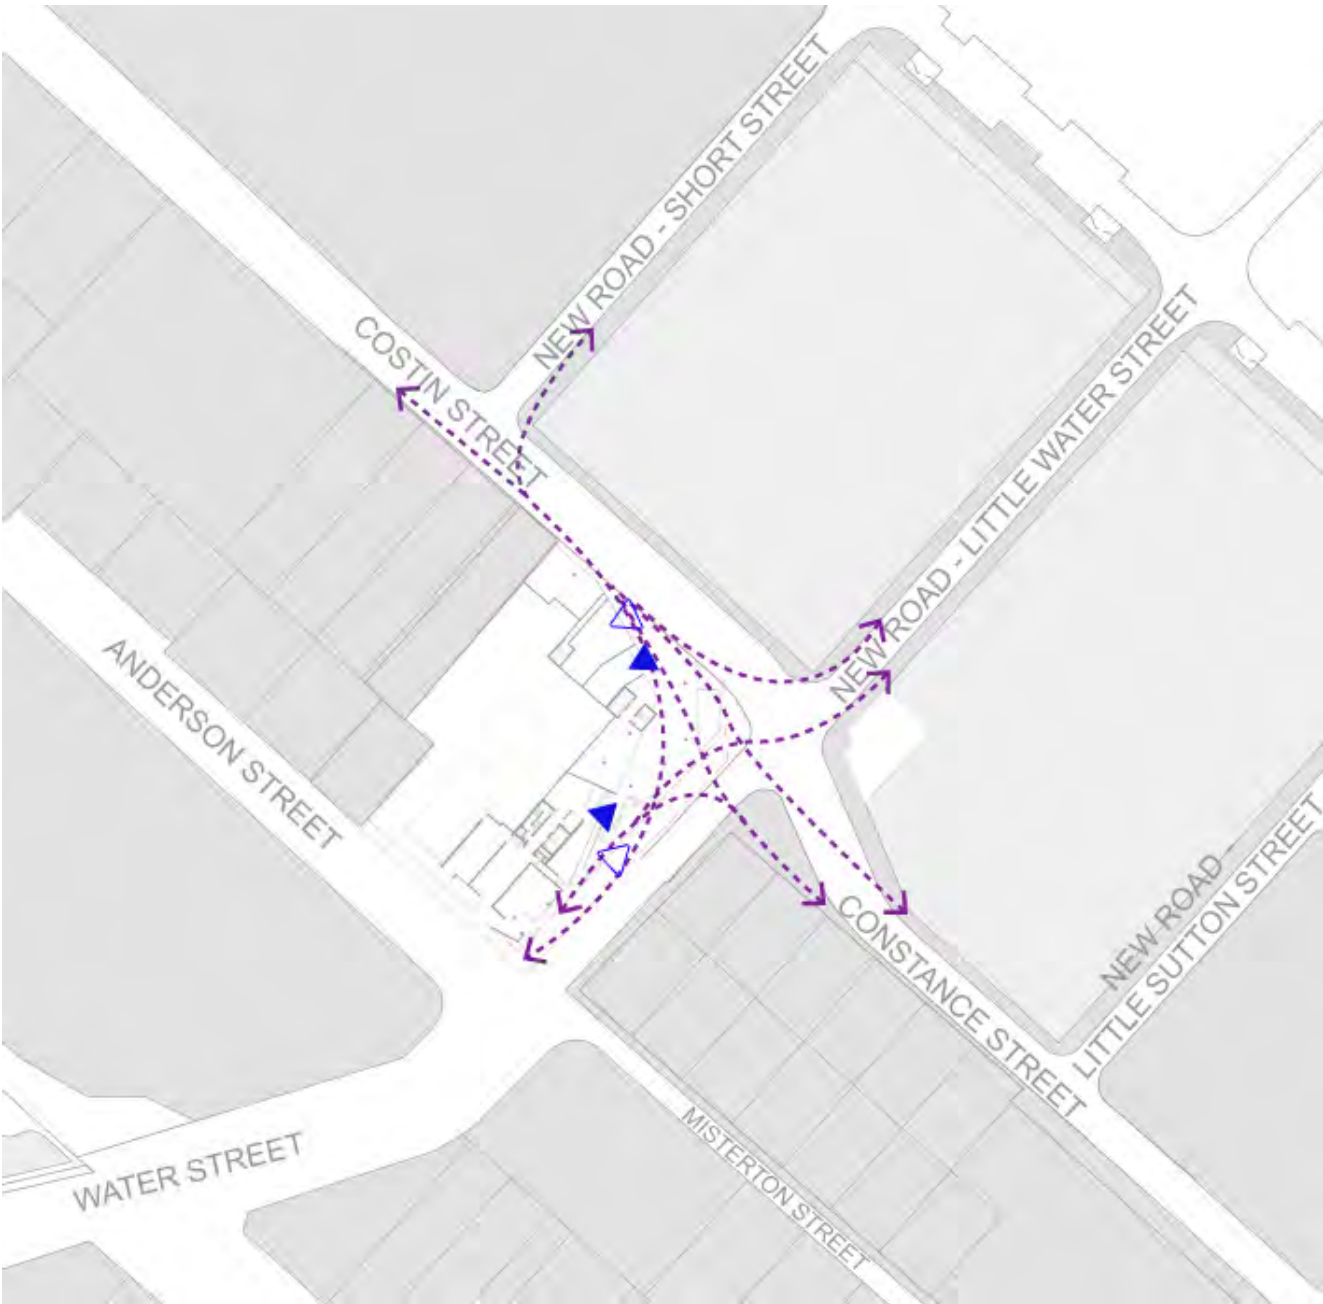 NEW ROAD - SHORT STREET
COSTIN STREET
NEW ROAD - LITTLE WATER STREET
ANDERSON STREET
NEW ROAD -
LITTLE SUTTON STREET
CONSTANCE STREET
MISTERTON STREET
WATER STREET